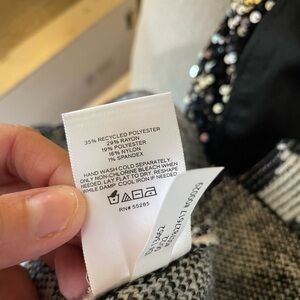 35% RECYCLED POLYESTER
29% RAYON
19% POLYESTER
16% NYLON
1% SPANDEX
HAND WASH COLD SEPARATELY
ONLY NON-CHLORINE BLEACH WHEN
NEEDED. LAY FLAT TO DRY. RESHAPE
WHILE DAMP COOL IRON IF NEEDED
RN# 55285